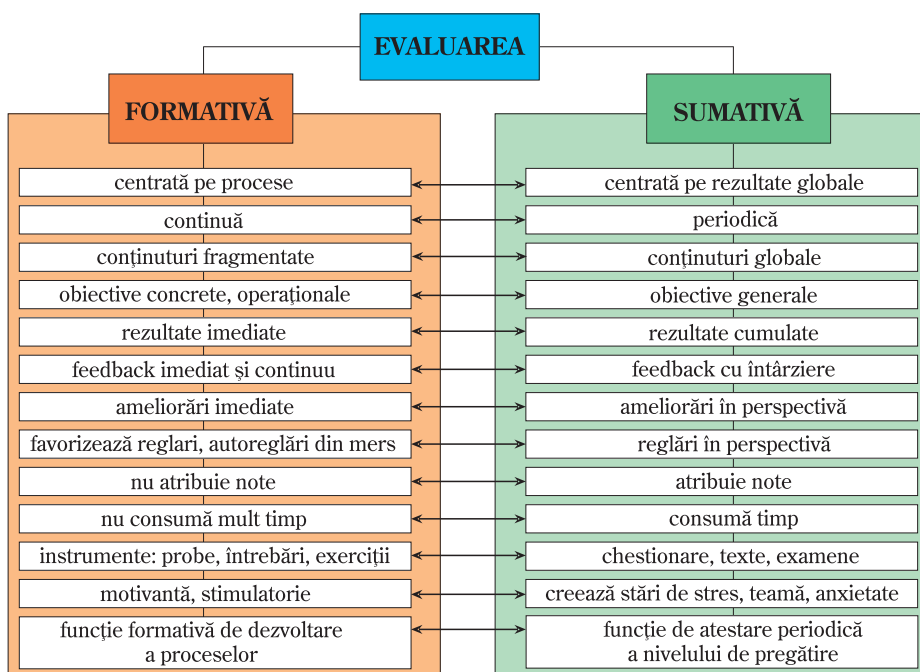 EVALUAREA
FORMATIVĂ
SUMATIVĂ
centrată pe procese
centrată pe rezultate globale
continuă
periodică
conţinuturi fragmentate
conţinuturi globale
obiective concrete, operaţionale
obiective generale
rezultate imediate
rezultate cumulate
feedback imediat şi continuu
feedback cu întârziere
ameliorări imediate
ameliorări în perspectivă
favorizează reglari, autoreglări din mers
reglări în perspectivă
nu atribuie note
atribuie note
nu consumă mult timp
consumă timp
instrumente: probe, întrebări, exerciţii
chestionare, texte, examene
motivantă, stimulatorie
creează stări de stres, teamă, anxietate
funcţie formativă de dezvoltare
a proceselor
funcţie de atestare periodică
a nivelului de pregătire